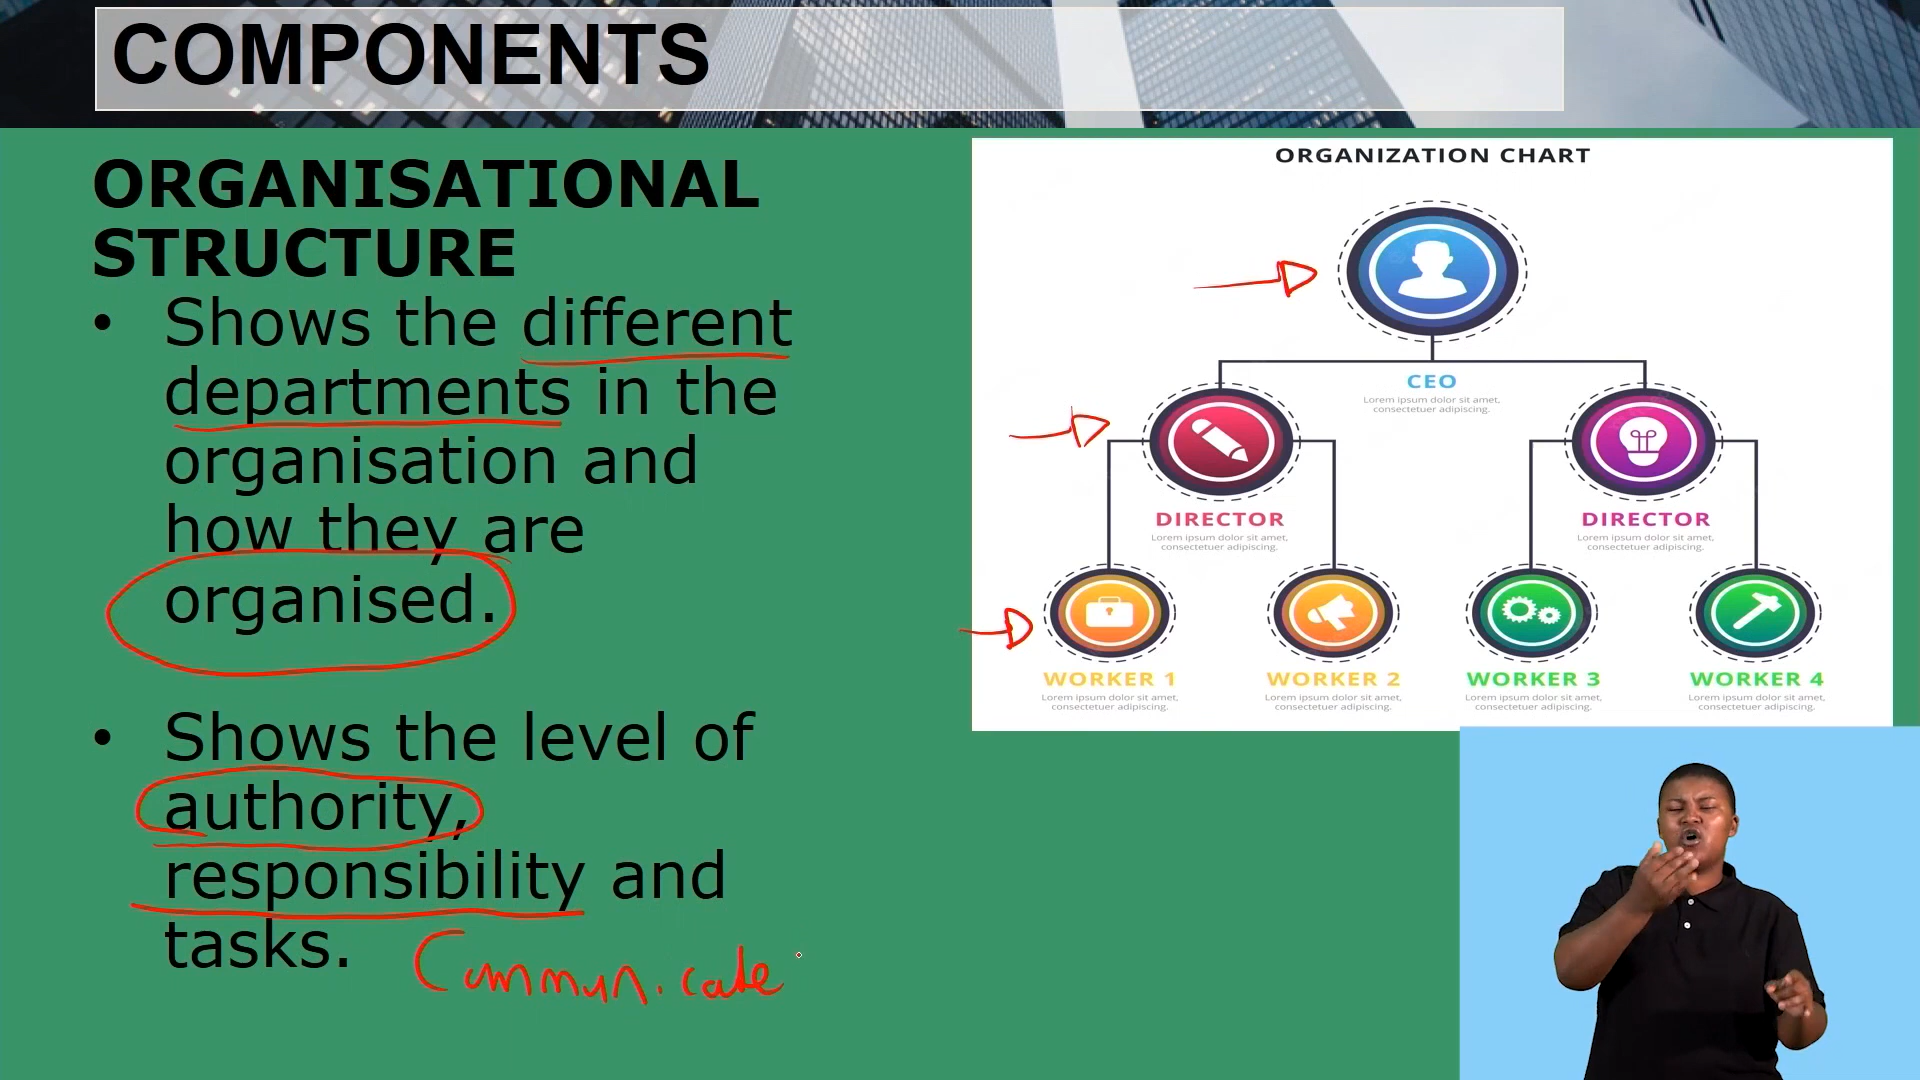 COMPONENTS
ORGANISATIONAL
STRUCTURE
• Shows the different
departments in the
organisation and
how they are
organised.
• Shows the level of
authority,
responsibility and
tasks.
Communicate
ORGANIZATION CHART
CEO
Lorem ipsum dolor sit amet,
consectetuer adipiscing.
DIRECTOR
Lorem ipsum dolor sit amet,
consectetuer adipiscing.
DIRECTOR
Lorem ipsum dolor sit amet,
consectetuer adipiscing.
WORKER 1
Lorem ipsum dolor sit amet,
consectetuer adipiscing.
WORKER 2
Lorem ipsum dolor sit amet,
consectetuer adipiscing.
WORKER 3
Lorem ipsum dolor sit amet,
consectetuer adipiscing.
WORKER 4
Lorem ipsum dolor sit amet,
consectetuer adipiscing.